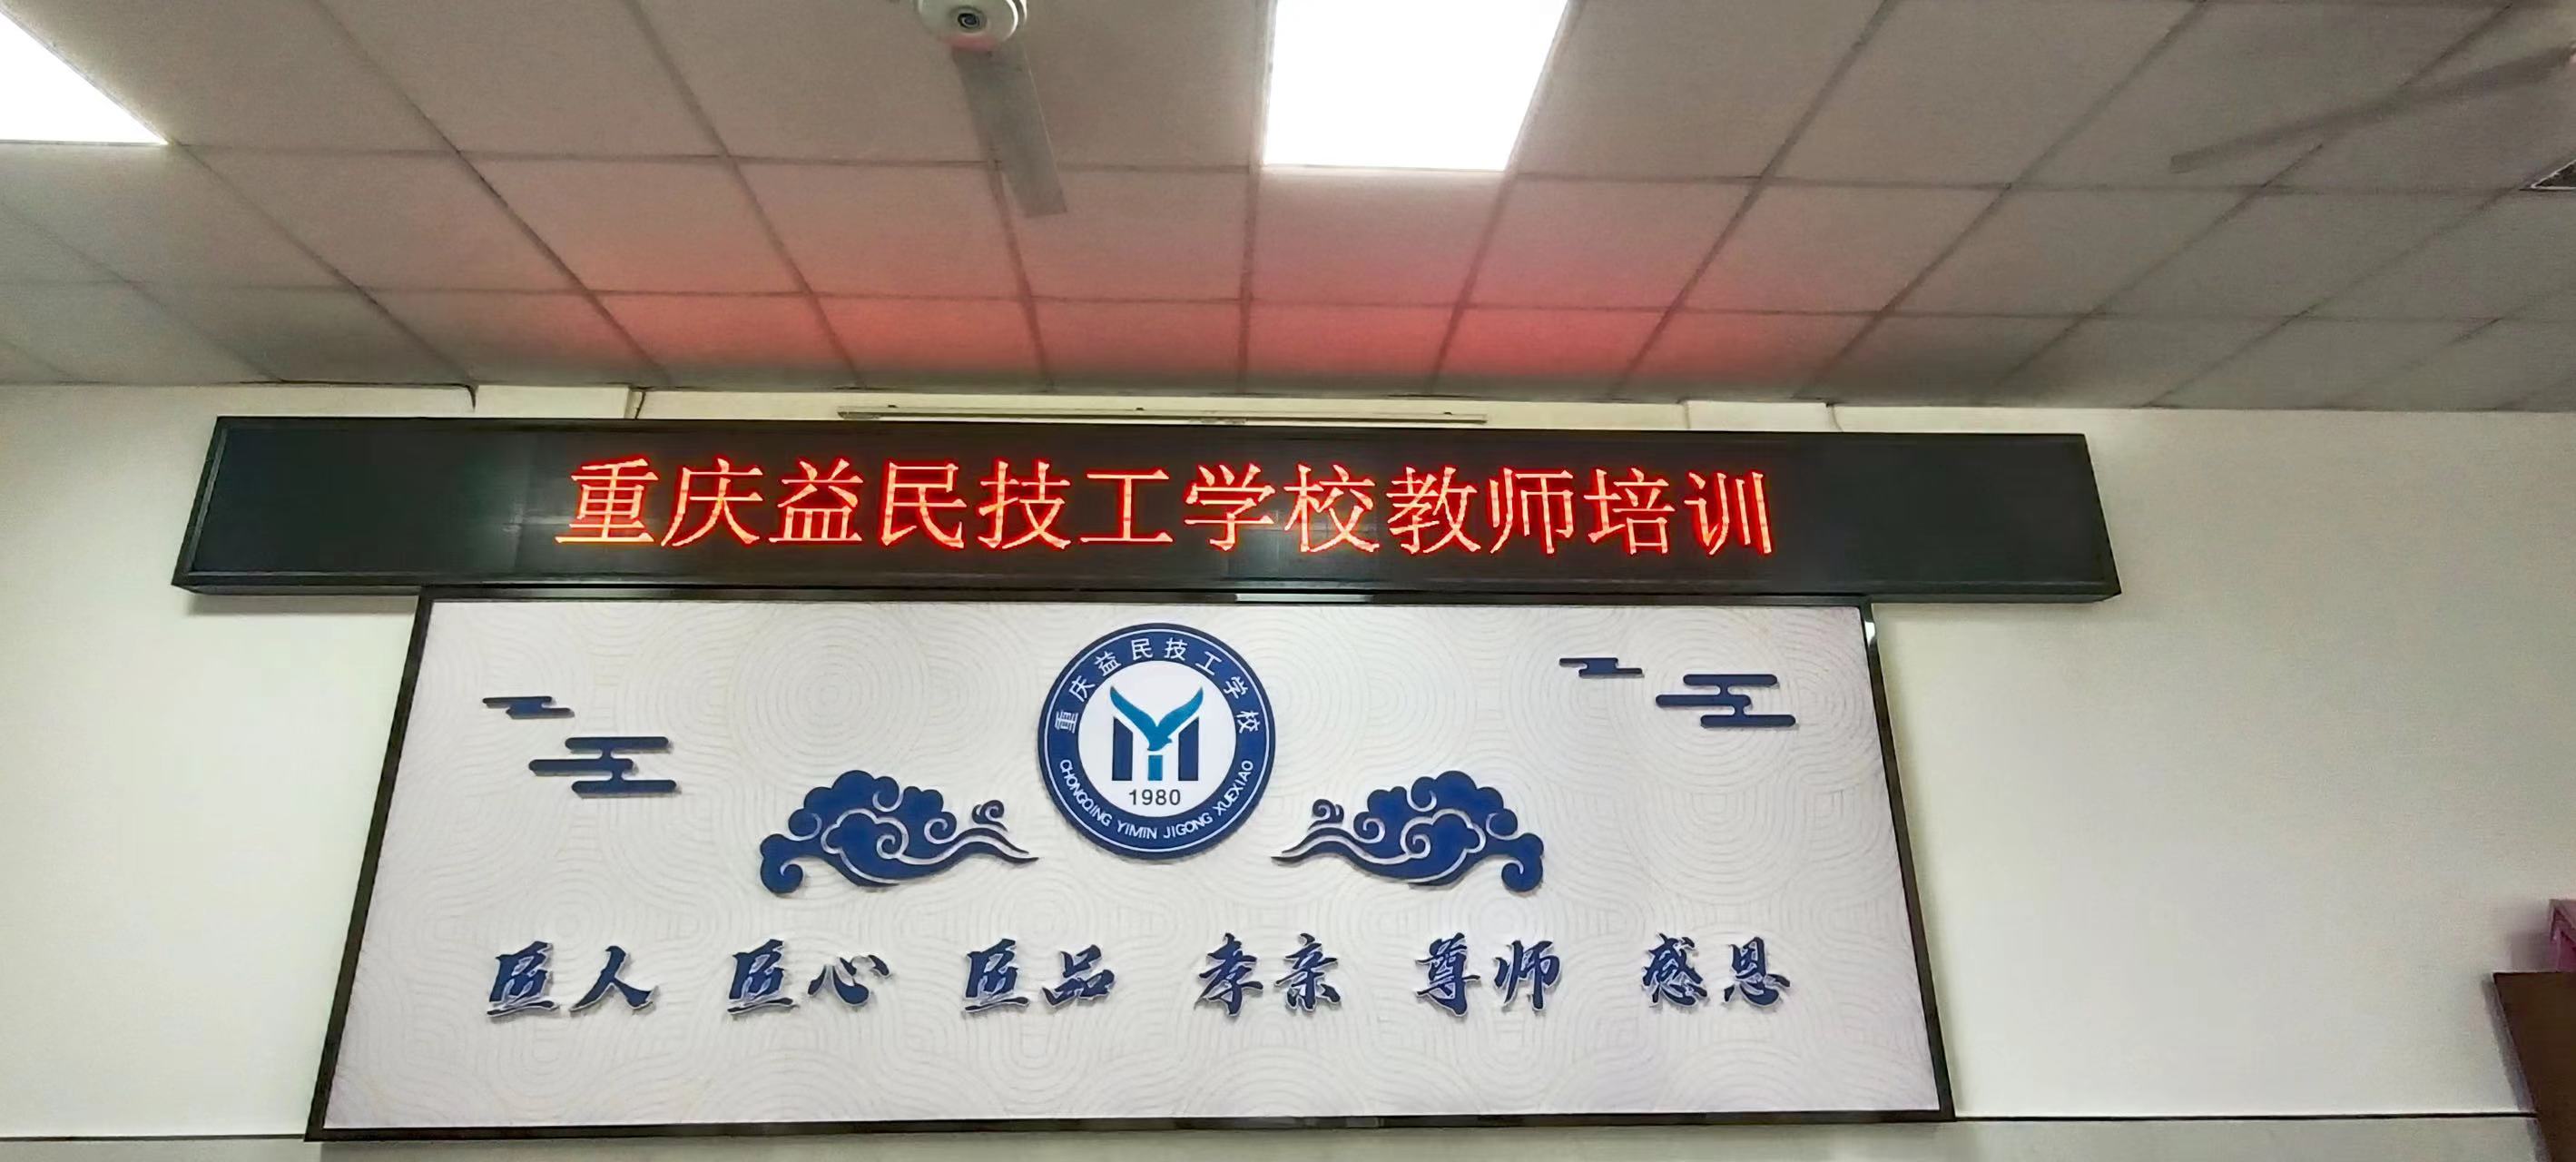 重庆益民技工学校教师培训
重庆益民技工学校
1980
CHONGQING YIMIN JIGONG XUEXIAO
匠人 匠心 匠品 孝亲 尊师 感恩